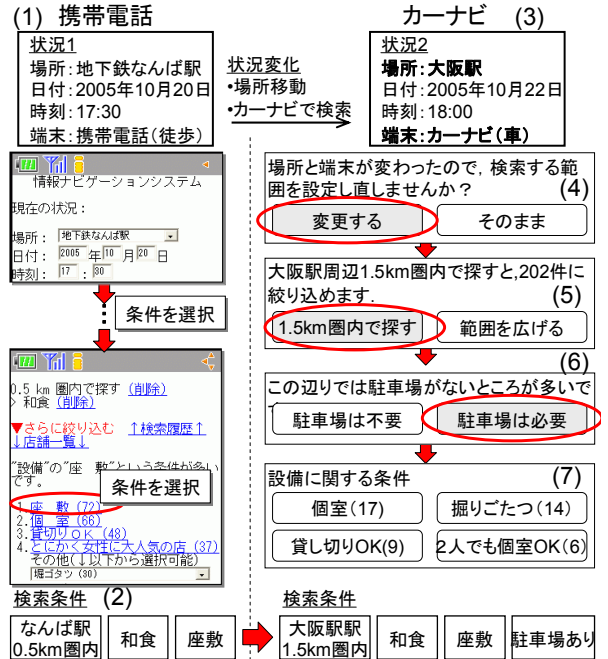 (1) 携帯電話
状況1
場所：地下鉄なんば駅
日付：2005年10月20日
時刻：17:30
端末：携帯電話（徒歩）
状況変化
•場所移動
•カーナビで検索
カーナビ (3)
状況2
場所：大阪駅
日付：2005年10月22日
時刻：18:00
端末：カーナビ（車）
情報ナビゲーションシステム
現在の状況：
場所： 地下鉄なんば駅
日付： 2005 年 10 月 20 日
時刻： 17 ： 30
条件を選択
0.5 km 圏内で探す (削除)
> 和食 (削除)
▼さらに絞り込む ↑検索履歴↑
↓店舗一覧↓
"設備"の"座 敷"という条件が多い
です。
条件を選択
1.座 敷 (72)
2.個 室 (66)
3.貸切りＯＫ (48)
4.とにかく女性に大人気の店 (37)
その他(↓以下から選択可能)
堀ゴタツ (30)
検索条件 (2)
なんば駅
0.5km圏内
和食
座敷
場所と端末が変わったので，検索する範
囲を設定し直しませんか？
(4)
変更する
そのまま
大阪駅周辺1.5km圏内で探すと,202件に
絞り込めます.
(5)
1.5km圏内で探す
範囲を広げる
(6)
この辺りでは駐車場がないところが多いで
駐車場は不要
駐車場は必要
設備に関する条件
(7)
個室（17）
掘りごたつ（14）
貸し切りOK(9)
2人でも個室OK(6)
検索条件
大阪駅駅
1.5km圏内
和食
座敷
駐車場あり